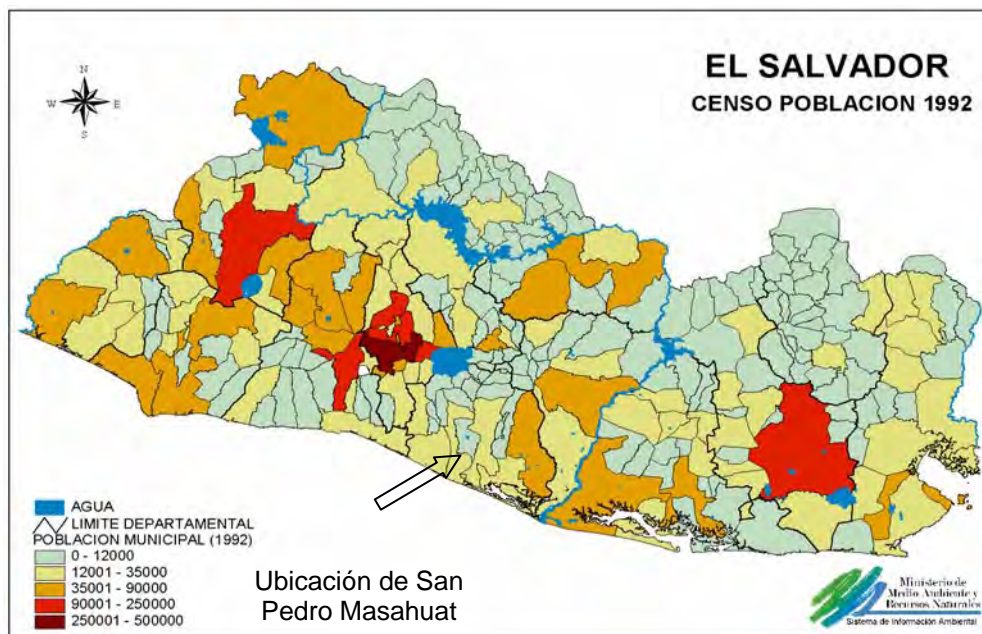 EL SALVADOR
CENSO POBLACION 1992
N
W
E
S
AGUA
LIMITE DEPARTAMENTAL
POBLACION MUNICIPAL (1992)
0 - 12000
12001 - 35000
35001 - 90000
90001 - 250000
250001 - 500000
Ubicación de San
Pedro Masahuat
Ministerio de
Medio Ambiente y
Recursos Naturales
Sistema de Información Ambiental